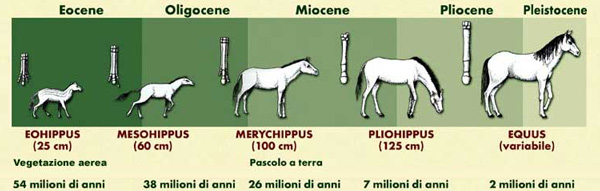 Eocene Oligocene Miocene Pliocene Pleistocene
EOHIPPUS MESOHIPPUS MERYCHIPPUS PLIOHIPPUS EQUUS
(25 cm) (60 cm) (100 cm) (125 cm) (variabile)
Vegetazione aerea Pascolo a terra
54 milioni di anni 38 milioni di anni 26 milioni di anni 7 milioni di anni 2 milioni di anni